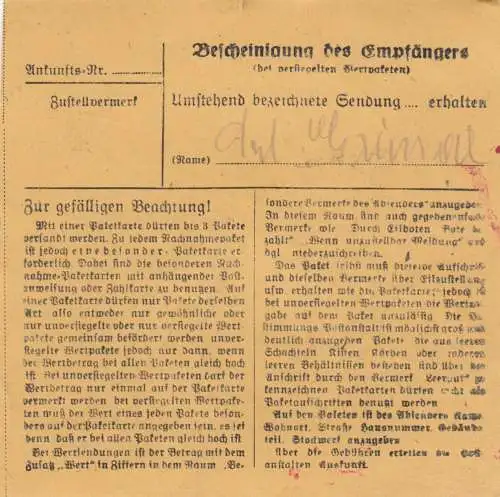 Ankunfts-Nr. ............
Bescheinigung des Empfängers
(bei versiegelten Wertpaketen)
Zustellvermerk
Umstehend bezeichnete Sendung .... erhalten
(Name)
Zur gefälligen Beachtung!
Mit einer Paketkarte dürfen bis 3 Pakete
versandt werden. Zu jedem Nachnahmepaket
ist jedoch eine besonder. Paketkarte er-
forderlich. Dabei sind die besonderen Nach-
nahme-Paketkarten mit anhängender Post-
anweisung oder Zahlkarte zu benutzen. Auf
einer Paketkarte dürfen nur Pakete derselben
Art also entweder nur gewöhnliche oder
nur unversiegelte oder nur versiegelte Wert-
pakete gemeinsam befördert werden unver-
siegelte Wertpakete jedoch nur dann, wenn
der Wertbetrag bei allen Paketen gleich hoch
ist. Bei unversiegelten Wertpaketen darf der
Wertbetrag nur einmal auf der Paketkarte
angegeben werden bei versiegelten Wertpake-
ten muß der Wert eines jeden Pakets beson-
ders auf der Paketkarte angegeben sein, es sei
denn daß er bei allen Paketen gleich hoch ist
Bei Wertsendungen ist der Betrag mit dem
Zusatz „Wert" in Ziffern in dem Raum „Be-
sondere Vermerke des Absenders" anzugeben
In diesem Raum sind auch gegebenenfalls
Vermerke wie „Durch Eilboten Bote be-
zahlt" „Wenn unzustellbar Meldung" und
dgl niederzuschreiben.
Das Paket selbst muß dieselbe Aufschrift
und dieselben Vermerke über Eilzustellung
usw. erhalten wie die Paketkarte jedoch ist
bei unversiegelten Wertpaketen die Wertan-
gabe auf dem Paket unzulässig Die Be-
stimmungs Postanstalt ist möglichst groß und
deutlich anzugeben Pakete die aus leeren
Schachteln Kisten Körben oder anderen
leeren Behältnissen bestehen sind über der
Anschrift durch den Vermerk „Leergut" zu
kennzeichnen Paketkarten dürfen nicht als
Paketaufschriften benutzt werden
Auf den Paketen ist des Absenders Name
Wohnort, Straße Hausnummer, Gebäude-
teil, Stockwerk anzugeben
Über die Gebühren erteilen die Post-
anstalten Auskunft.